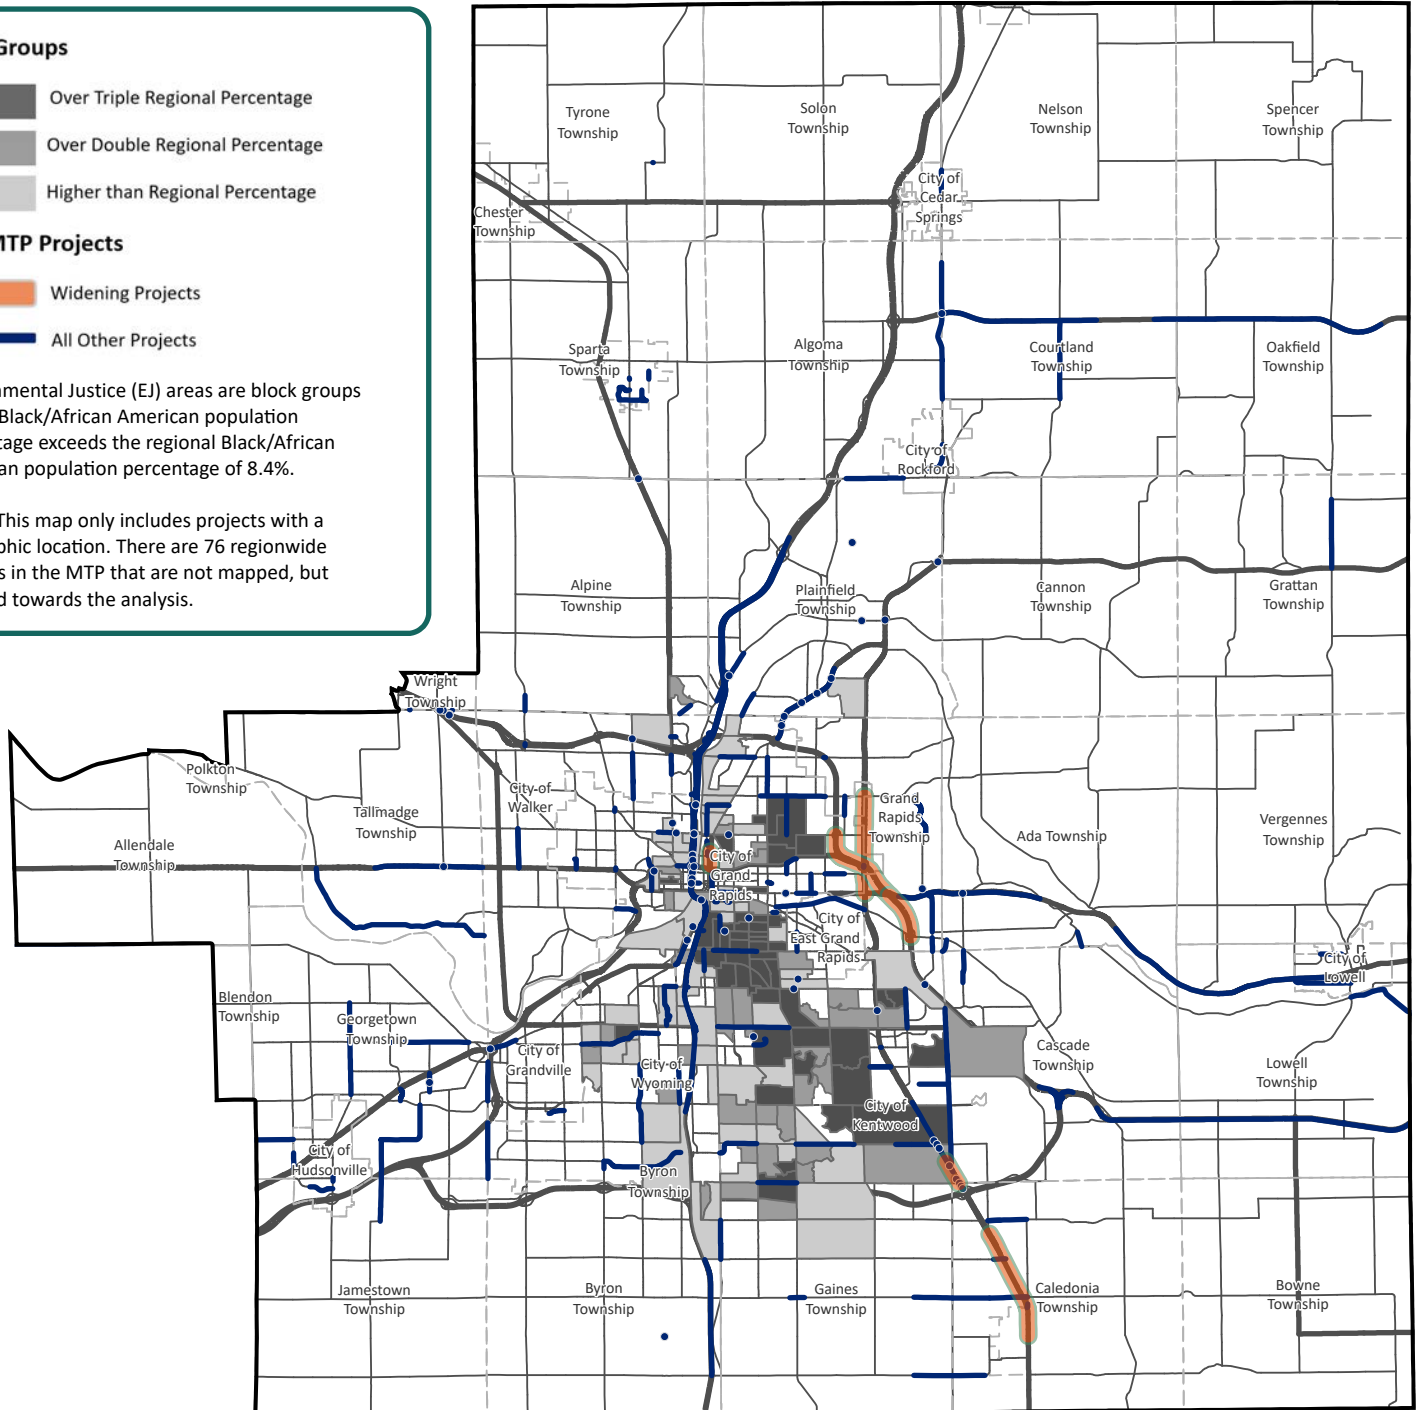 Groups
Over Triple Regional Percentage
Over Double Regional Percentage
Higher than Regional Percentage
MTP Projects
Widening Projects
All Other Projects
Justice (EJ) areas are block groups
Black/African American population
exceeds the regional Black/African
population percentage of 8.4%.
This map only includes projects with a
location. There are 76 regionwide
in the MTP that are not mapped, but
towards the analysis.
Tyrone
Township
Solon
Township
Nelson
Township
Spencer
Township
City of
Cedar
Springs
Chester
Township
Sparta
Township
Algoma
Township
Courtland
Township
Oakfield
Township
City of
Rockford
Alpine
Township
Plainfield
Township
Cannon
Township
Grattan
Township
Wright
Township
Polkton
Township
Tallmadge
Township
City of
Walker
Grand
Rapids
Township
Ada Township
Vergennes
Township
Allendale
Township
City of
Grand
Rapids
City of
East Grand
Rapids
City of
Lowell
Blendon
Township
Georgetown
Township
City of
Grandville
City of
Wyoming
Cascade
Township
Lowell
Township
City of
Kentwood
City of
Hudsonville
Byron
Township
Jamestown
Township
Byron
Township
Gaines
Township
Caledonia
Township
Bowne
Township